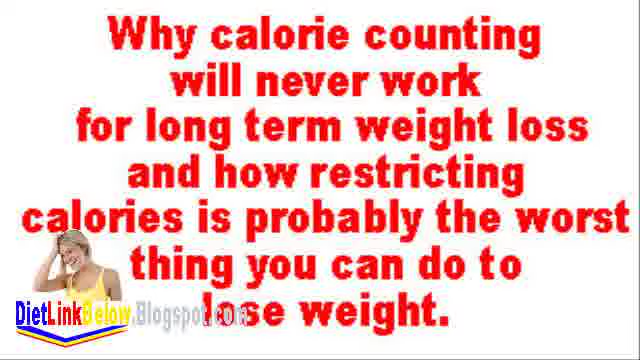 Why calorie counting
will never work
for long term weight loss
and how restricting
calories is probably the worst
thing you can do to
lose weight.
DietLinkBelow.Blogspot.com